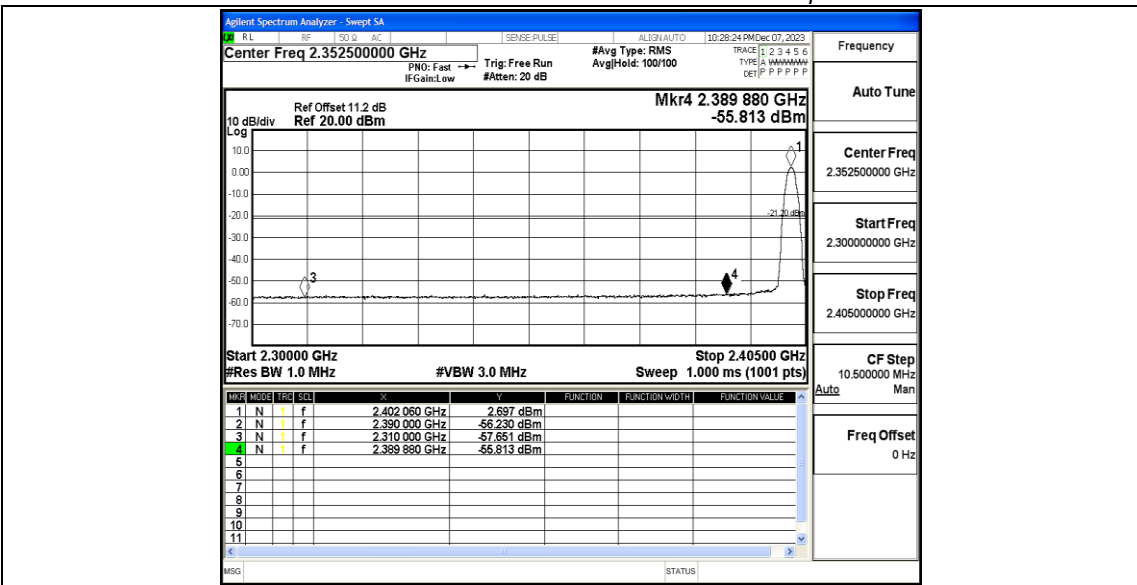 Agilent Spectrum Analyzer - Swept SA
RL RF 50 Ω AC SENSE:PULSE ALIGN AUTO 10:28:24 PM Dec 07, 2023
Center Freq 2.352500000 GHz
PNO: Fast
IFGain:Low
Trig: Free Run
#Atten: 20 dB
#Avg Type: RMS
Avg|Hold: 100/100
TRACE 1 2 3 4 5 6
TYPE A WWWWW
DET P P P P P P
Mkr4 2.389 880 GHz
-55.813 dBm
Ref Offset 11.2 dB
10 dB/div Ref 20.00 dBm
Log
10.0
0.00
-10.0
-20.0
-30.0
-40.0
-50.0
-60.0
-70.0
1
-21.20 dBm
3
4
Start 2.30000 GHz Stop 2.40500 GHz
#Res BW 1.0 MHz #VBW 3.0 MHz Sweep 1.000 ms (1001 pts)
MKR MODE TRC SCL X Y FUNCTION FUNCTION WIDTH FUNCTION VALUE
1 N 1 f 2.402 060 GHz 2.697 dBm
2 N 1 f 2.390 000 GHz -56.230 dBm
3 N 1 f 2.310 000 GHz -57.651 dBm
4 N 1 f 2.389 880 GHz -55.813 dBm
5
6
7
8
9
10
11
MSG STATUS
Frequency
Auto Tune
Center Freq
2.352500000 GHz
Start Freq
2.300000000 GHz
Stop Freq
2.405000000 GHz
CF Step
10.500000 MHz
Auto Man
Freq Offset
0 Hz